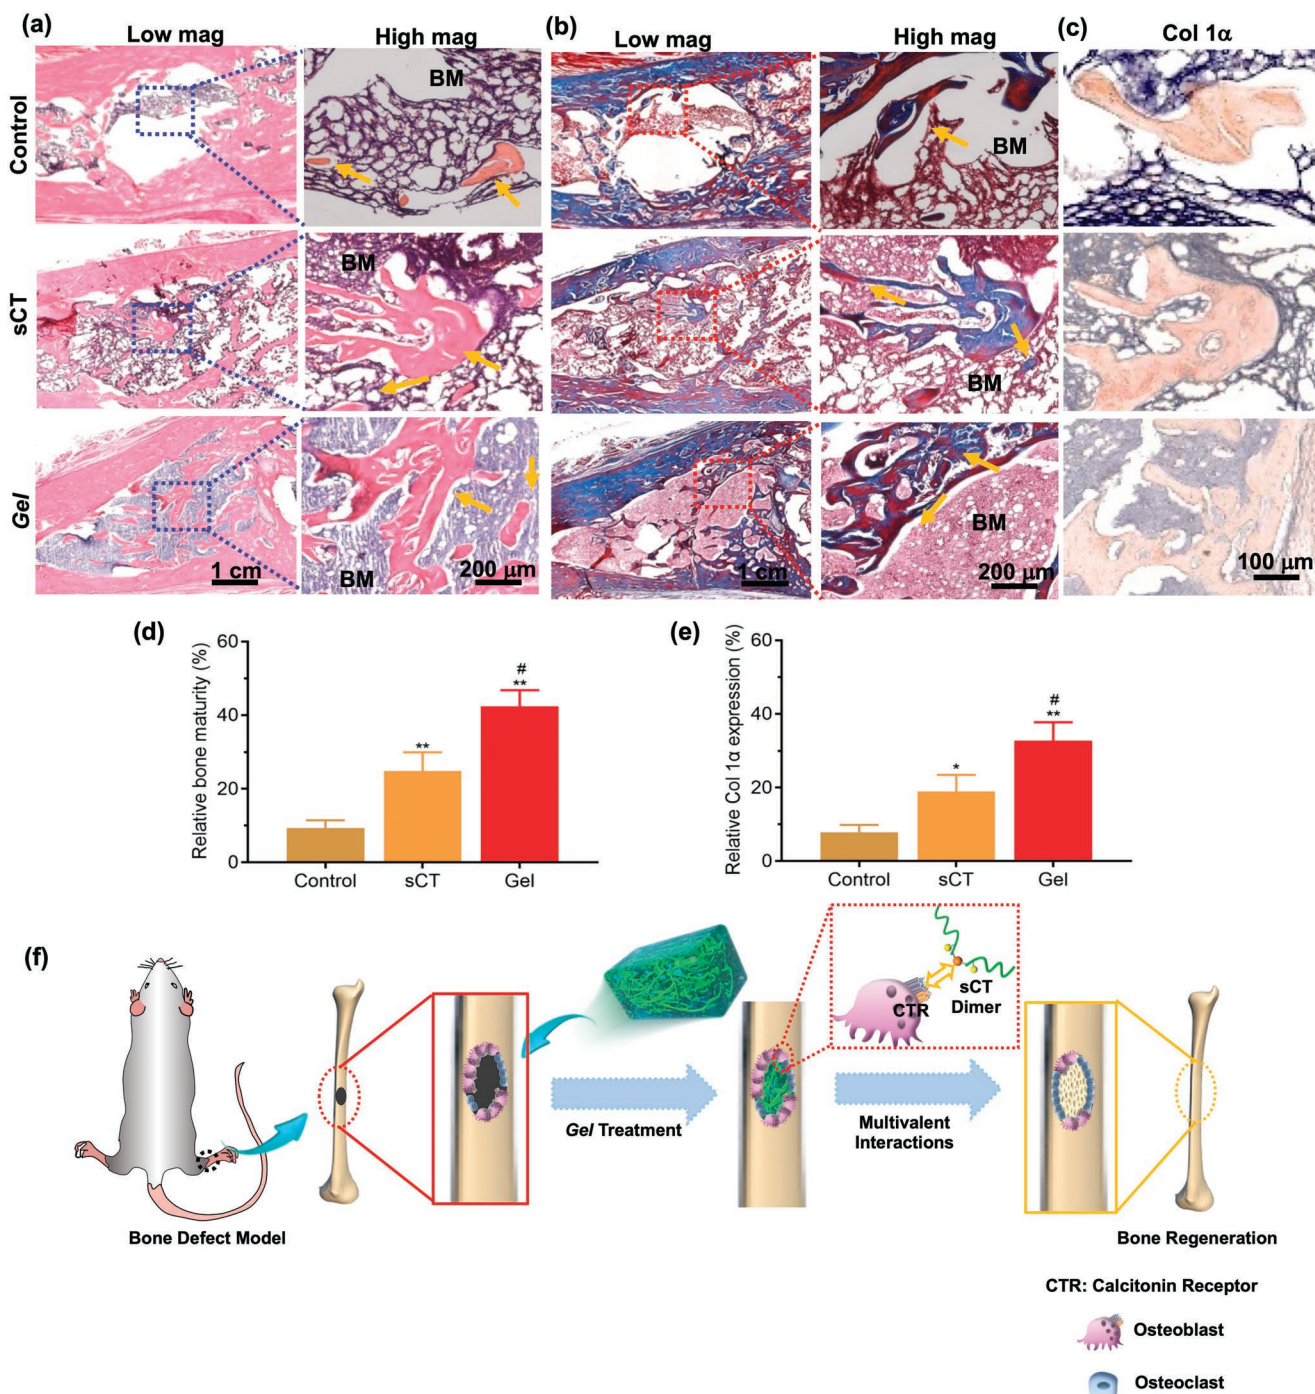 (a)
Low mag
High mag
(b)
Low mag
High mag
(c)
Col 1α
Control
BM
BM
sCT
BM
BM
Gel
BM
BM
1 cm
200 μm
1 cm
200 μm
100 μm
(d)
Relative bone maturity (%)
60
40
20
0
**
#
**
Control
sCT
Gel
(e)
Relative Col 1α expression (%)
60
40
20
0
*
#
**
Control
sCT
Gel
(f)
CTR
sCT
Dimer
Gel Treatment
Multivalent
Interactions
Bone Defect Model
Bone Regeneration
CTR: Calcitonin Receptor
Osteoblast
Osteoclast